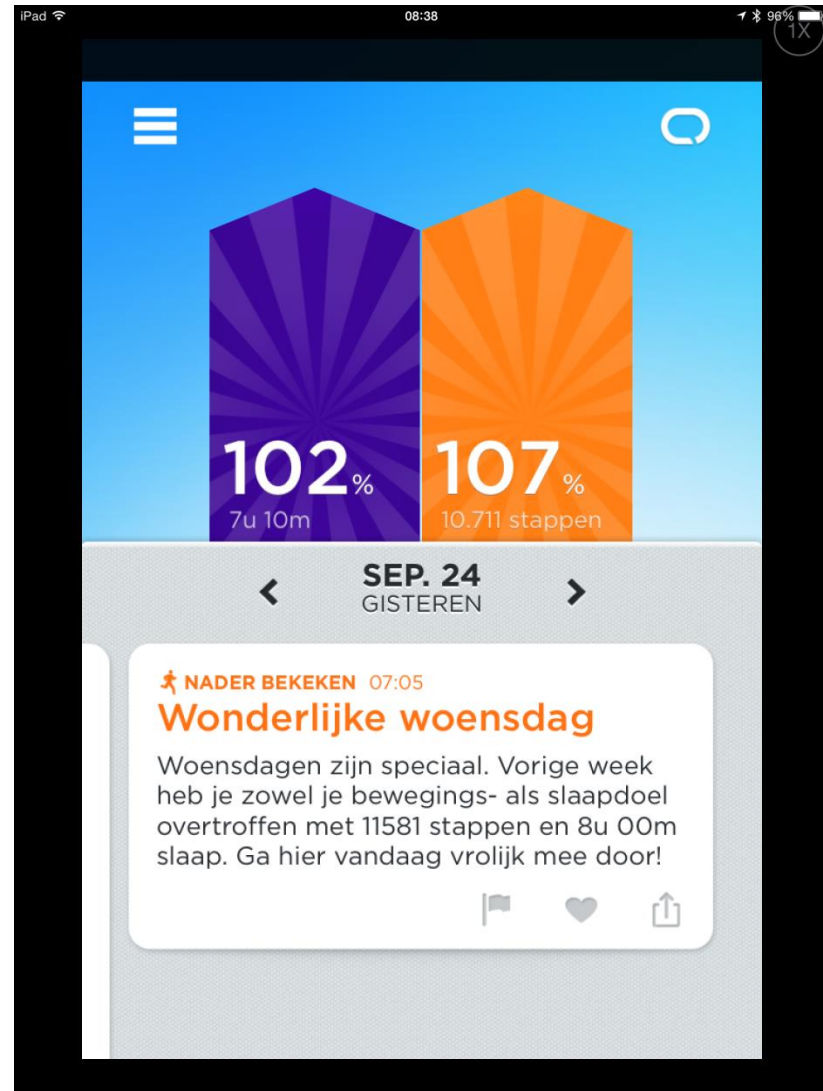 iPad 08:38 96%
1X
102% 107%
7u 10m 10.711 stappen
SEP. 24
GISTEREN
NADER BEKEKEN 07:05
Wonderlijke woensdag
Woensdagen zijn speciaal. Vorige week
heb je zowel je bewegings- als slaapdoel
overtroffen met 11581 stappen en 8u 00m
slaap. Ga hier vandaag vrolijk mee door!